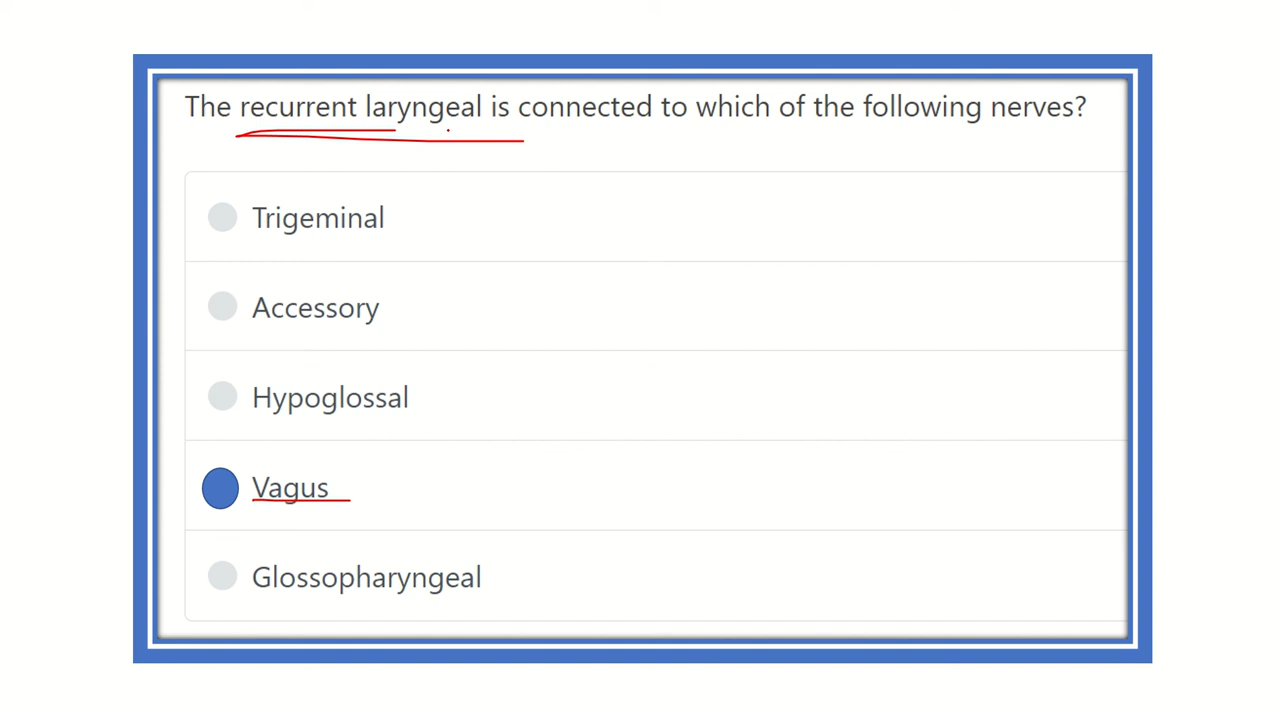 The recurrent laryngeal is connected to which of the following nerves?
Trigeminal
Accessory
Hypoglossal
Vagus
Glossopharyngeal